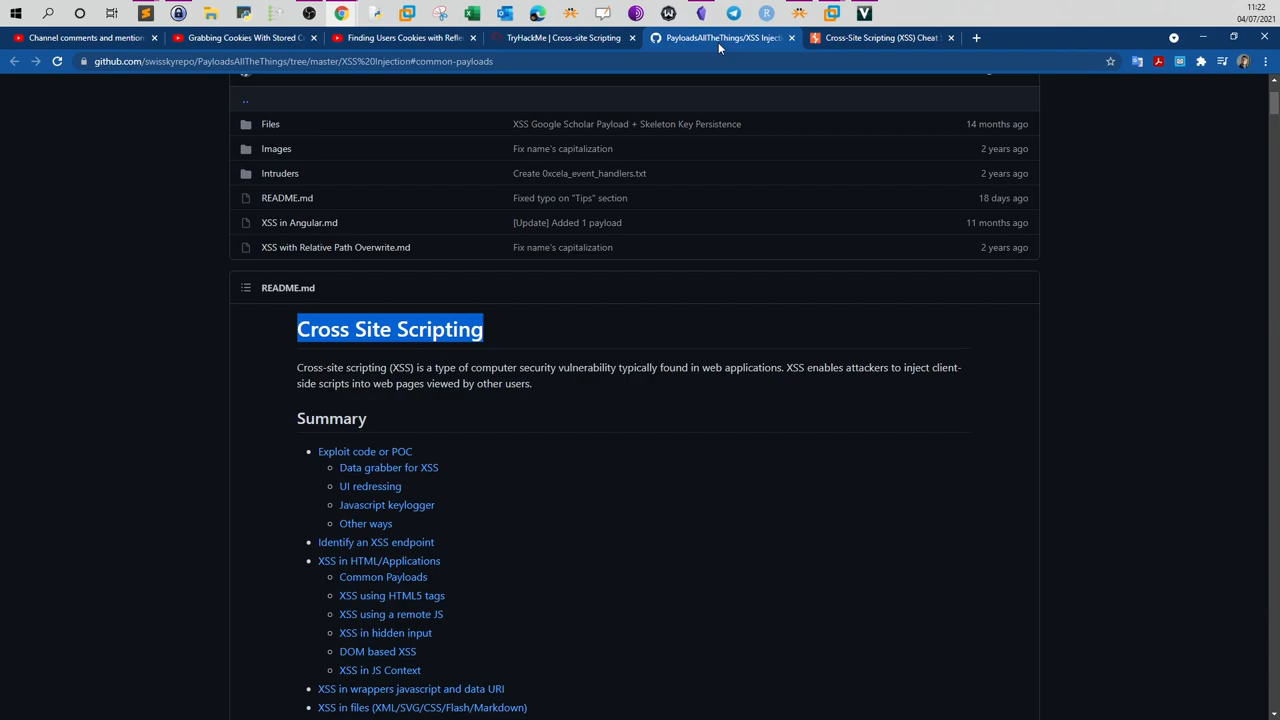 11:22
04/07/2021
Channel comments and mention
Grabbing Cookies With Stored C
Finding Users Cookies with Refle
TryHackMe | Cross-site Scripting
PayloadsAllTheThings/XSS Injecti
Cross-Site Scripting (XSS) Cheat S
github.com/swisskyrepo/PayloadsAllTheThings/tree/master/XSS%20Injection#common-payloads
..
Files XSS Google Scholar Payload + Skeleton Key Persistence 14 months ago
Images Fix name's capitalization 2 years ago
Intruders Create 0xcela_event_handlers.txt 2 years ago
README.md Fixed typo on "Tips" section 18 days ago
XSS in Angular.md [Update] Added 1 payload 11 months ago
XSS with Relative Path Overwrite.md Fix name's capitalization 2 years ago
README.md
Cross Site Scripting
Cross-site scripting (XSS) is a type of computer security vulnerability typically found in web applications. XSS enables attackers to inject client-
side scripts into web pages viewed by other users.
Summary
Exploit code or POC
Data grabber for XSS
UI redressing
Javascript keylogger
Other ways
Identify an XSS endpoint
XSS in HTML/Applications
Common Payloads
XSS using HTML5 tags
XSS using a remote JS
XSS in hidden input
DOM based XSS
XSS in JS Context
XSS in wrappers javascript and data URI
XSS in files (XML/SVG/CSS/Flash/Markdown)